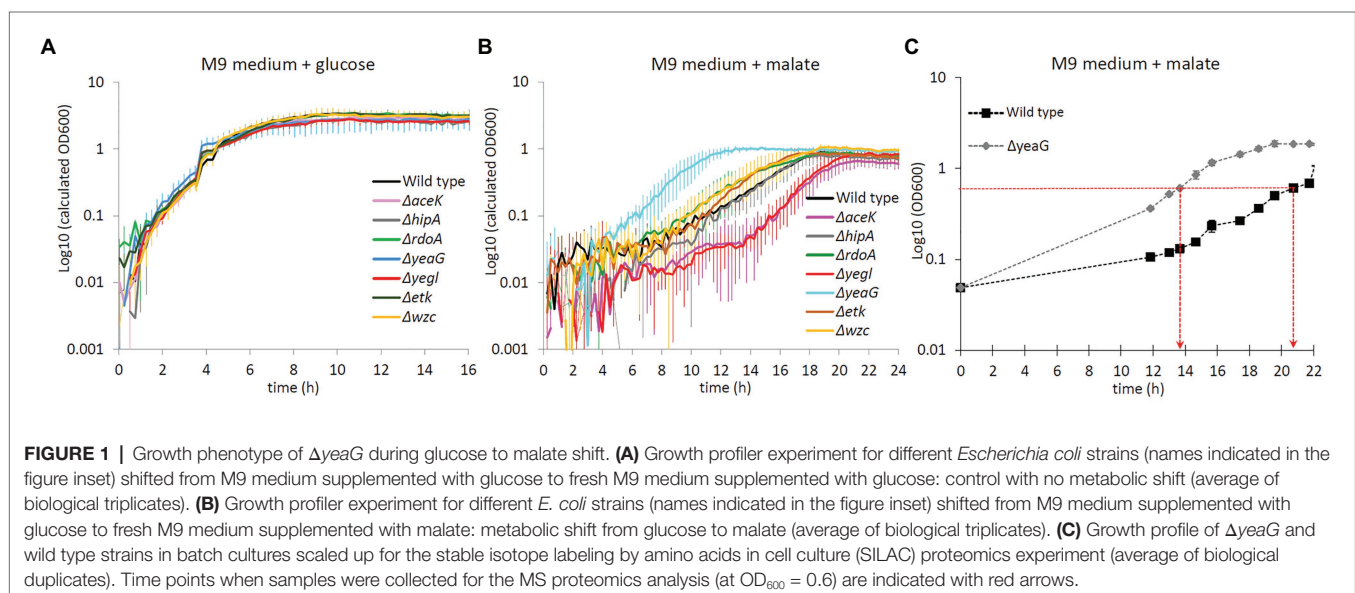 A
M9 medium + glucose
10
1
0.1
0.01
0.001
Log10 (calculated OD600)
0 2 4 6 8 10 12 14 16
time (h)
Wild type
ΔaceK
ΔhipA
ΔrdoA
ΔyeaG
ΔyegI
Δetk
Δwzc
B
M9 medium + malate
10
1
0.1
0.01
0.001
Log10 (calculated OD600)
0 2 4 6 8 10 12 14 16 18 20 22 24
time (h)
Wild type
ΔaceK
ΔhipA
ΔrdoA
ΔyegI
ΔyeaG
Δetk
Δwzc
C
M9 medium + malate
10.0
1.0
0.10
0.01
Log10 (OD600)
0 12 14 16 18 20 22
time (h)
Wild type
ΔyeaG
FIGURE 1 | Growth phenotype of ΔyeaG during glucose to malate shift. (A) Growth profiler experiment for different Escherichia coli strains (names indicated in the
figure inset) shifted from M9 medium supplemented with glucose to fresh M9 medium supplemented with glucose: control with no metabolic shift (average of
biological triplicates). (B) Growth profiler experiment for different E. coli strains (names indicated in the figure inset) shifted from M9 medium supplemented with
glucose to fresh M9 medium supplemented with malate: metabolic shift from glucose to malate (average of biological triplicates). (C) Growth profile of ΔyeaG and
wild type strains in batch cultures scaled up for the stable isotope labeling by amino acids in cell culture (SILAC) proteomics experiment (average of biological
duplicates). Time points when samples were collected for the MS proteomics analysis (at OD600 = 0.6) are indicated with red arrows.